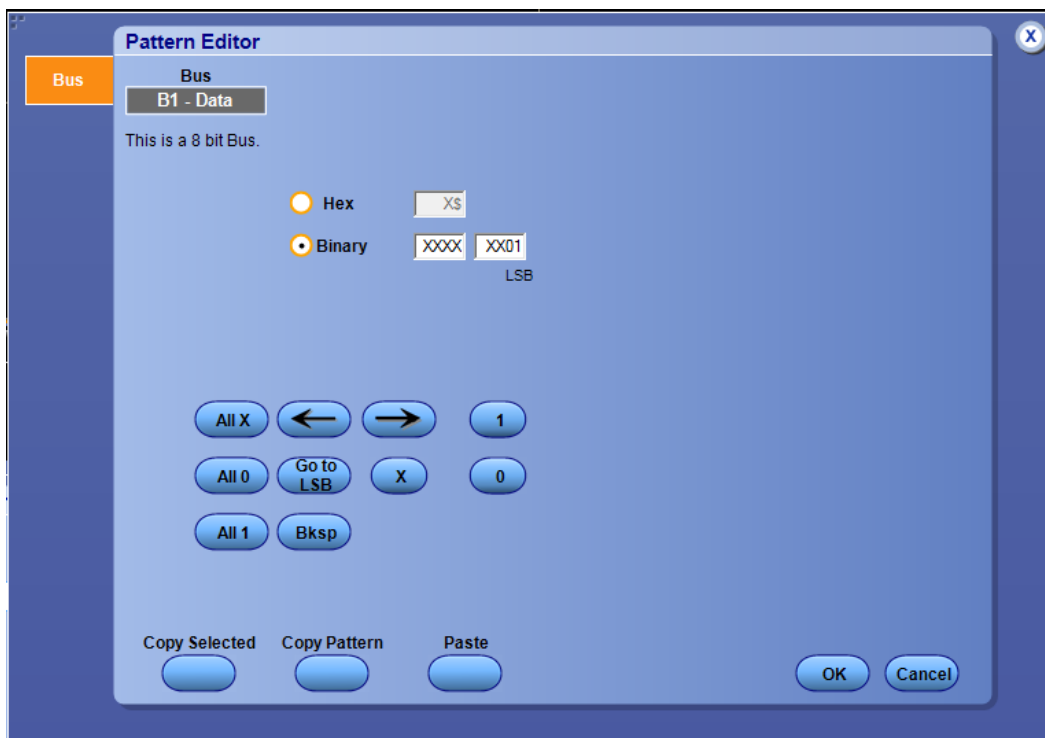 Pattern Editor
X
Bus
Bus
B1 - Data
This is a 8 bit Bus.
Hex X$
Binary XXXX XX01
LSB
All X 1
All 0 Go to LSB X 0
All 1 Bksp
Copy Selected Copy Pattern Paste
OK Cancel